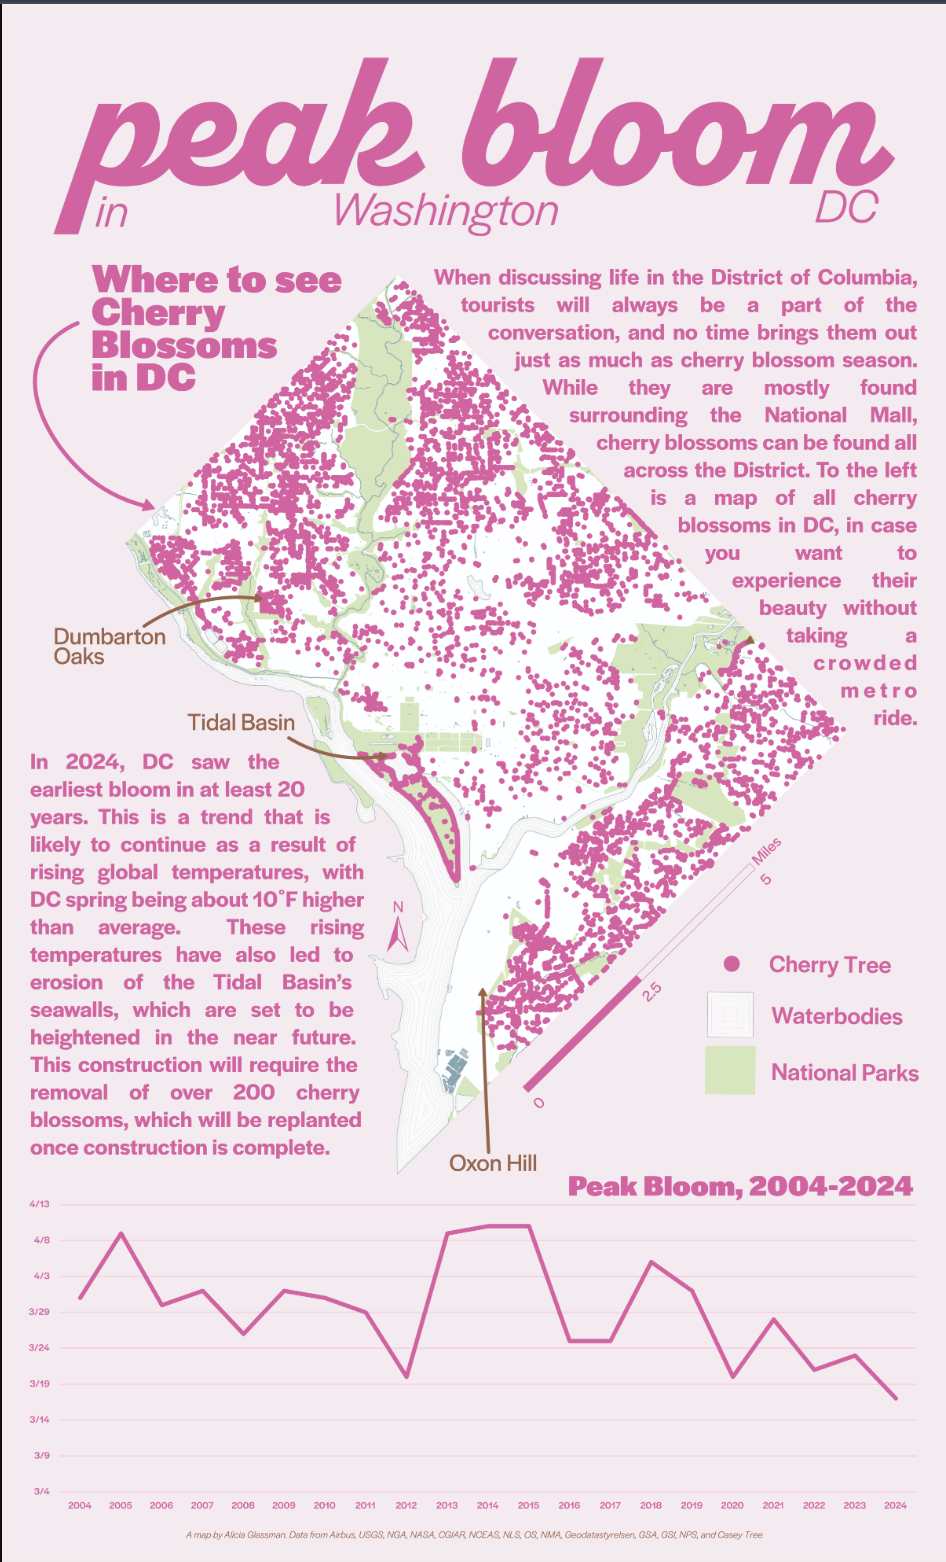 peak bloom
in Washington DC
Where to see
Cherry
Blossoms
in DC
When discussing life in the District of Columbia,
tourists will always be a part of the
conversation, and no time brings them out
just as much as cherry blossom season.
While they are mostly found
surrounding the National Mall,
cherry blossoms can be found all
across the District. To the left
is a map of all cherry
blossoms in DC, in case
you want to
experience their
beauty without
taking a
crowded
metro
ride.
Dumbarton
Oaks
Tidal Basin
In 2024, DC saw the
earliest bloom in at least 20
years. This is a trend that is
likely to continue as a result of
rising global temperatures, with
DC spring being about 10°F higher
than average. These rising
temperatures have also led to
erosion of the Tidal Basin's
seawalls, which are set to be
heightened in the near future.
This construction will require the
removal of over 200 cherry
blossoms, which will be replanted
once construction is complete.
N
Miles
5
2.5
0
Cherry Tree
Waterbodies
National Parks
Oxon Hill
Peak Bloom, 2004-2024
4/13
4/8
4/3
3/29
3/24
3/19
3/14
3/9
3/4
2004 2005 2006 2007 2008 2009 2010 2011 2012 2013 2014 2015 2016 2017 2018 2019 2020 2021 2022 2023 2024
A map by Alicia Glassman. Data from Airbus, USGS, NGA, NASA, CGIAR, NCEAS, NLS, OS, NMA, Geodatastyrelsen, GSA, GSI, NPS, and Casey Tree